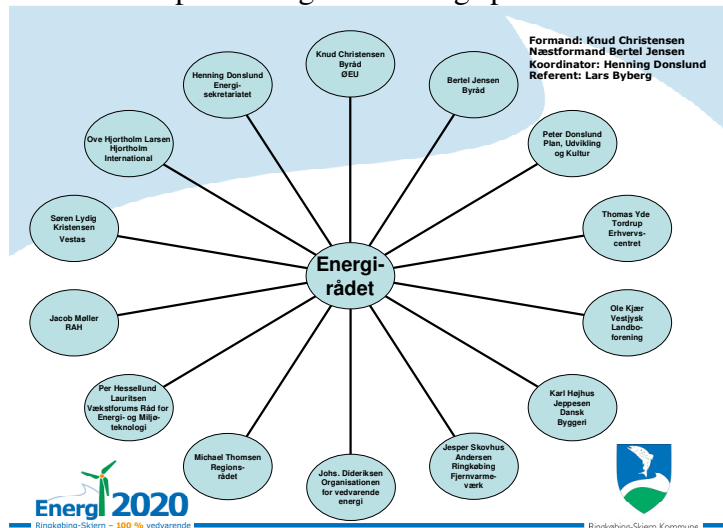 Formand: Knud Christensen
Næstformand Bertel Jensen
Koordinator: Henning Donslund
Referent: Lars Byberg
Knud Christensen
Byråd
ØEU
Bertel Jensen
Byråd
Peter Donslund
Plan, Udvikling
og Kultur
Thomas Yde
Tordrup
Erhvervs-
centret
Ole Kjær
Vestjysk
Landbo-
forening
Karl Højhus
Jeppesen
Dansk
Byggeri
Jesper Skovhus
Andersen
Ringkøbing
Fjernvarme-
værk
Johs. Dideriksen
Organisationen
for vedvarende
energi
Michael Thomsen
Regions-
rådet
Per Hessellund
Lauritsen
Vækstforums Råd for
Energi- og Miljø-
teknologi
Jacob Møller
RAH
Søren Lydig
Kristensen
Vestas
Ove Hjortholm Larsen
Hjortholm
International
Henning Donslund
Energi-
sekretariatet
Energi-
rådet
Energi 2020
Ringkøbing-Skjern – 100 % vedvarende
Ringkøbing-Skjern Kommune